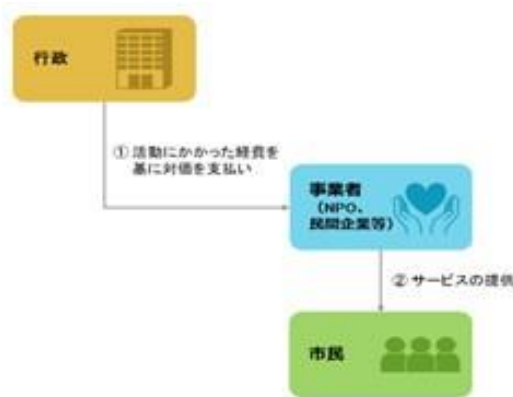 行政
① 活動にかかった経費を
基に対価を支払い
事業者
（NPO、
民間企業等）
② サービスの提供
市民